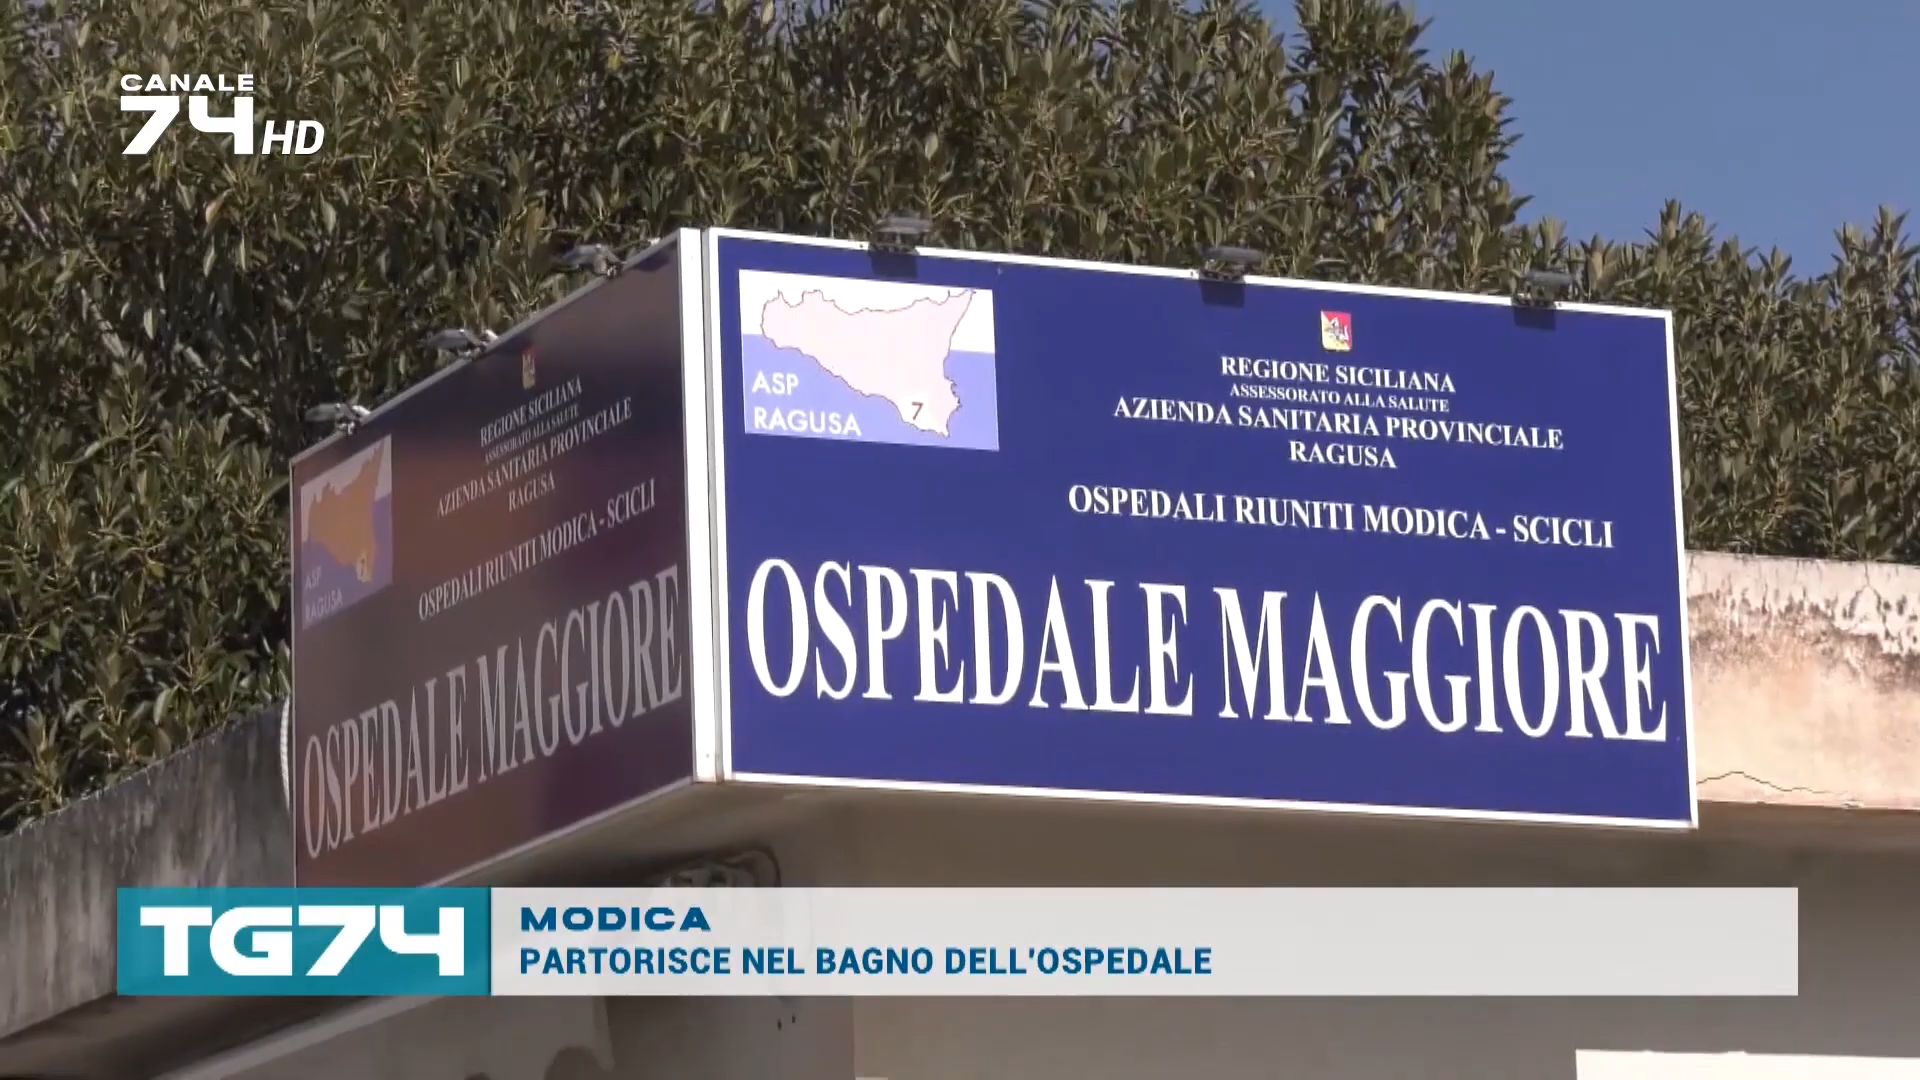 CANALE
74 HD
ASP
RAGUSA
7
REGIONE SICILIANA
ASSESSORATO ALLA SALUTE
AZIENDA SANITARIA PROVINCIALE
RAGUSA
OSPEDALI RIUNITI MODICA - SCICLI
OSPEDALE MAGGIORE
ASP
RAGUSA
7
REGIONE SICILIANA
ASSESSORATO ALLA SALUTE
AZIENDA SANITARIA PROVINCIALE
RAGUSA
OSPEDALI RIUNITI MODICA - SCICLI
OSPEDALE MAGGIORE
TG74
MODICA
PARTORISCE NEL BAGNO DELL'OSPEDALE